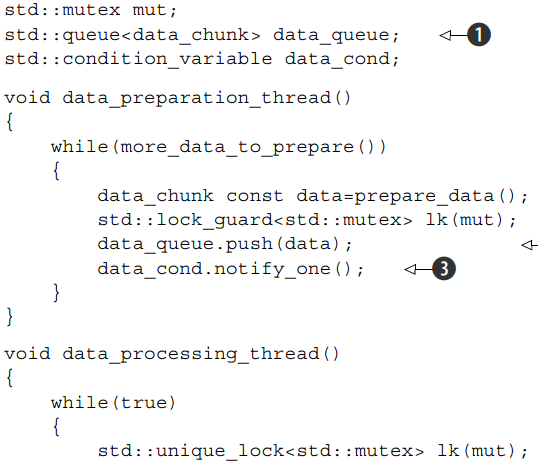 std::mutex mut;
std::queue<data_chunk> data_queue; ❶
std::condition_variable data_cond;
void data_preparation_thread()
{
while(more_data_to_prepare())
{
data_chunk const data=prepare_data();
std::lock_guard<std::mutex> lk(mut);
data_queue.push(data);
data_cond.notify_one(); ❸
}
}
void data_processing_thread()
{
while(true)
{
std::unique_lock<std::mutex> lk(mut);